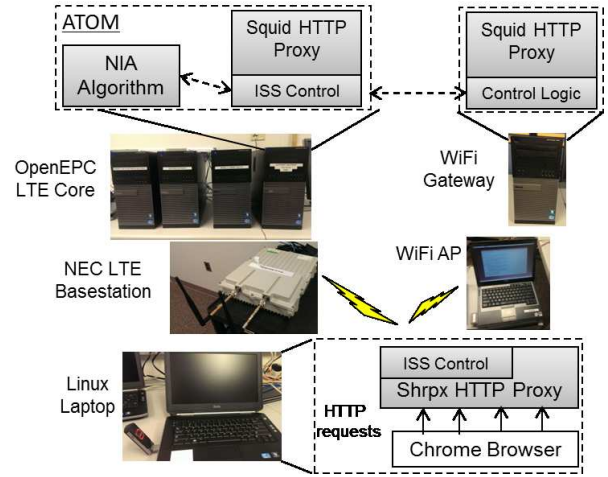 ATOM
NIA
Algorithm
Squid HTTP
Proxy
ISS Control
Squid HTTP
Proxy
Control Logic
OpenEPC
LTE Core
WiFi
Gateway
NEC LTE
Basestation
WiFi AP
Linux
Laptop
HTTP
requests
ISS Control
Shrpx HTTP Proxy
Chrome Browser